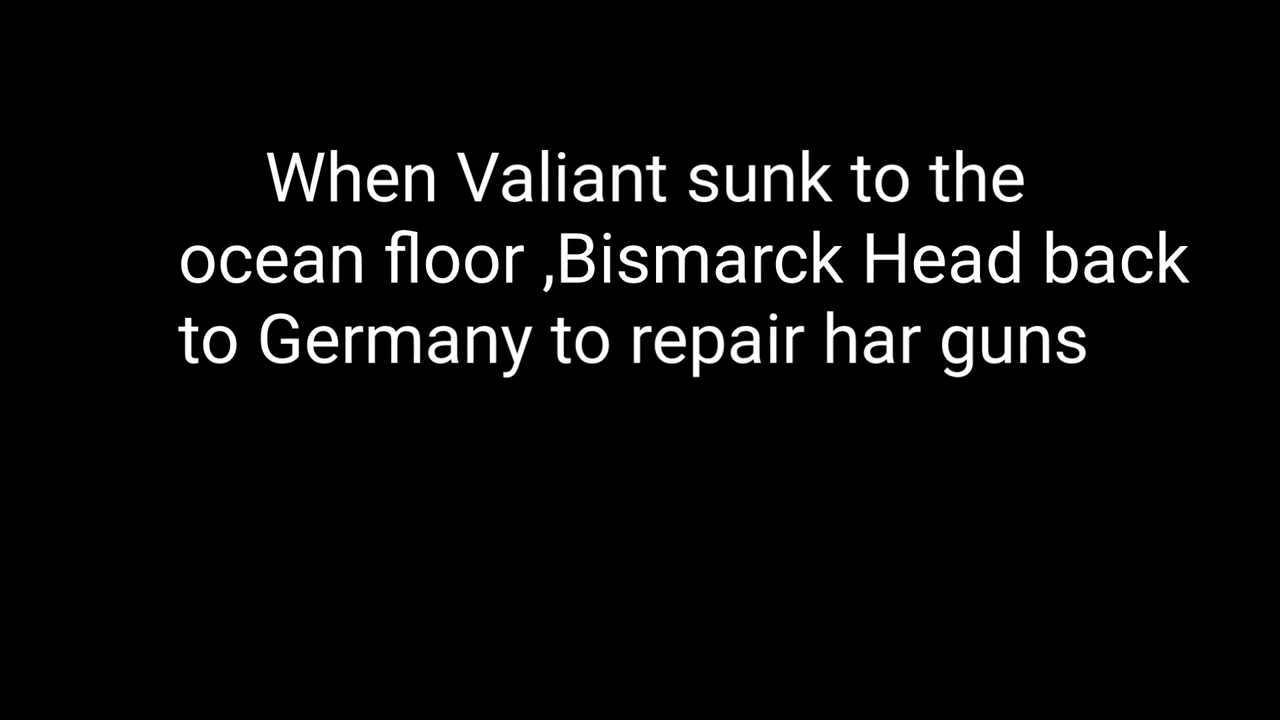 When Valiant sunk to the
ocean floor ,Bismarck Head back
to Germany to repair har guns